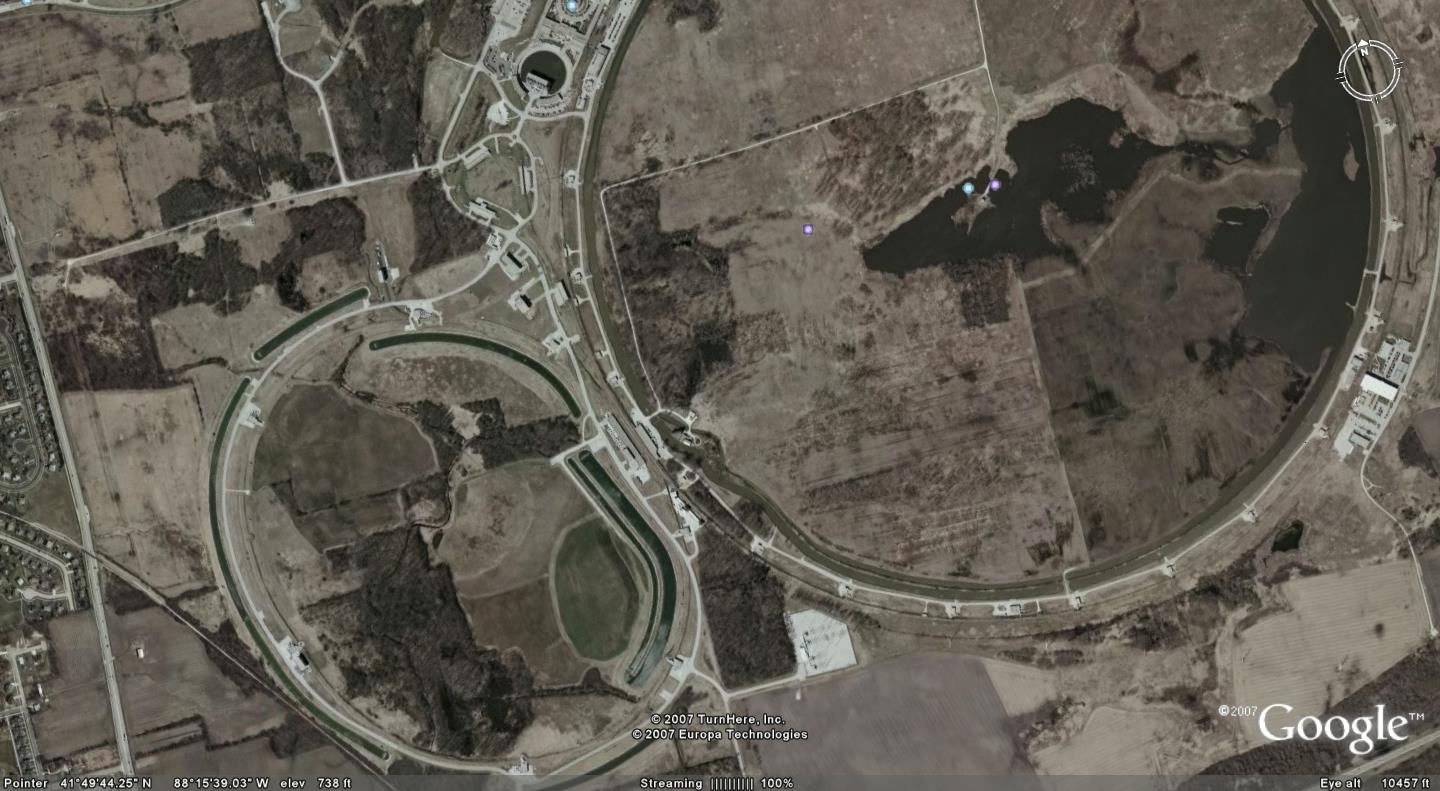 N
© 2007 TurnHere, Inc.
© 2007 Europa Technologies
©2007 Google™
Pointer 41°49'44.25" N 88°15'39.03" W elev 738 ft Streaming |||||||||| 100% Eye alt 10457 ft